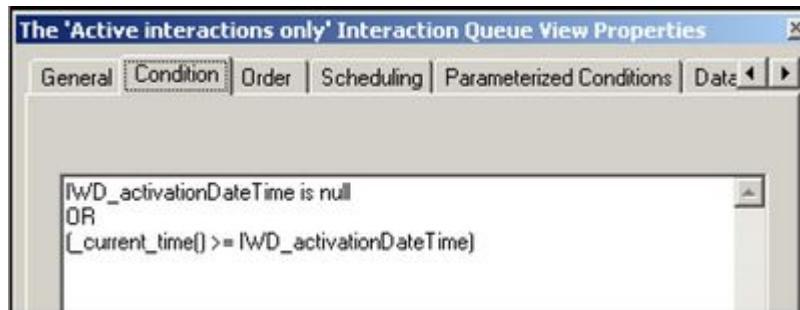 The 'Active interactions only' Interaction Queue View Properties
General Condition Order Scheduling Parameterized Conditions Data
IWD_activationDateTime is null
OR
(_current_time() >= IWD_activationDateTime)